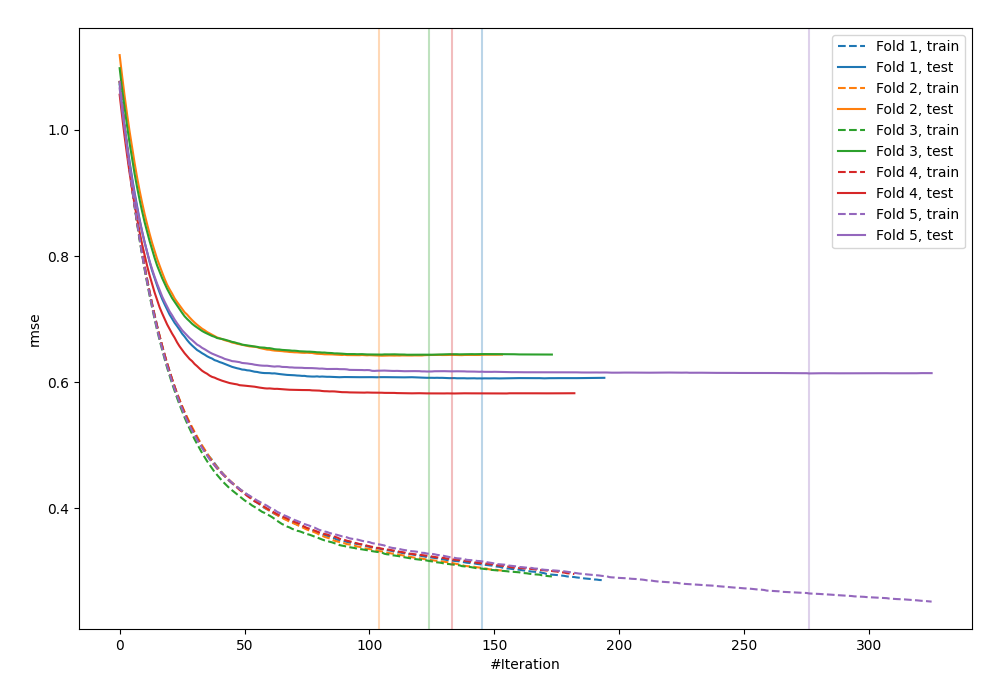 Fold 1, train
Fold 1, test
Fold 2, train
Fold 2, test
Fold 3, train
Fold 3, test
Fold 4, train
Fold 4, test
Fold 5, train
Fold 5, test
1.0
0.8
0.6
0.4
rmse
0 50 100 150 200 250 300
#Iteration